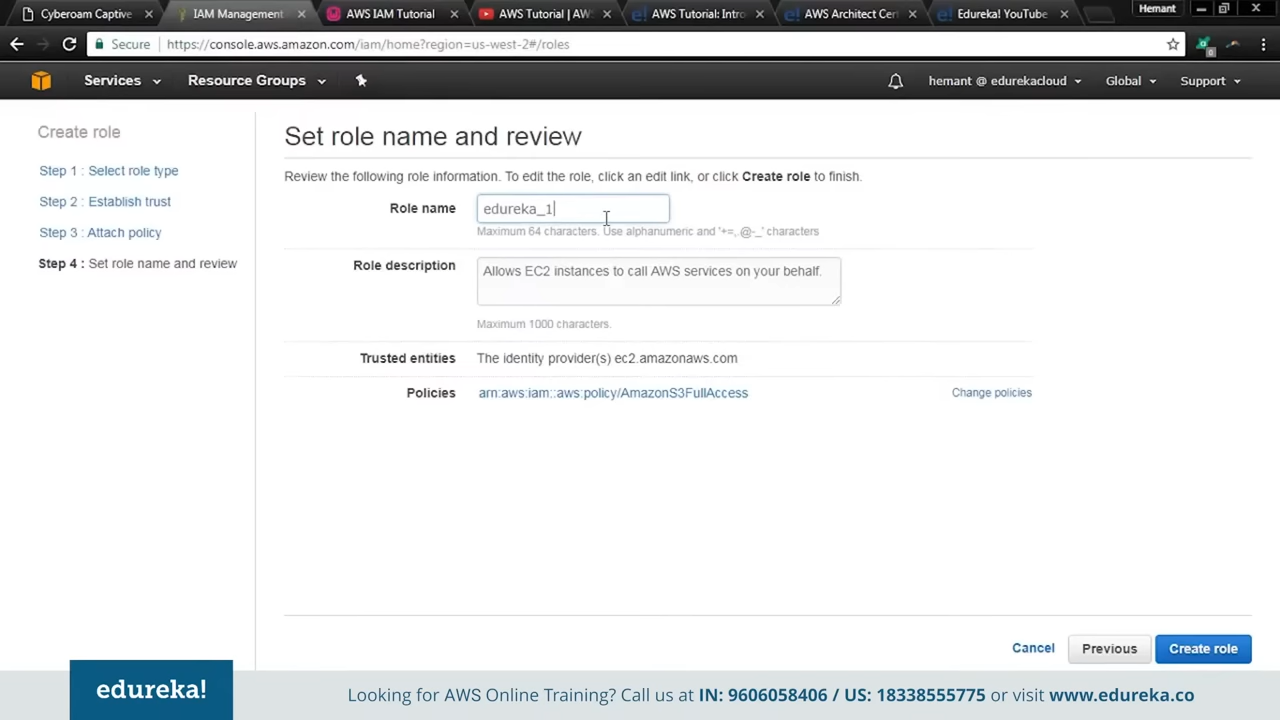 Cyberoam Captive
IAM Management
AWS IAM Tutorial
AWS Tutorial | AWS
AWS Tutorial: Intro
AWS Architect Cert
Edureka! YouTube
Hemant
Secure
https://console.aws.amazon.com/iam/home?region=us-west-2#/roles
Services
Resource Groups
hemant @ edurekacloud
Global
Support
Create role
Step 1 : Select role type
Step 2 : Establish trust
Step 3 : Attach policy
Step 4 : Set role name and review
Set role name and review
Review the following role information. To edit the role, click an edit link, or click Create role to finish.
Role name
edureka_1
Maximum 64 characters. Use alphanumeric and '+=,.@-_' characters
Role description
Allows EC2 instances to call AWS services on your behalf.
Maximum 1000 characters.
Trusted entities
The identity provider(s) ec2.amazonaws.com
Policies
arn:aws:iam::aws:policy/AmazonS3FullAccess
Change policies
Cancel
Previous
Create role
edureka!
Looking for AWS Online Training? Call us at IN: 9606058406 / US: 18338555775 or visit www.edureka.co